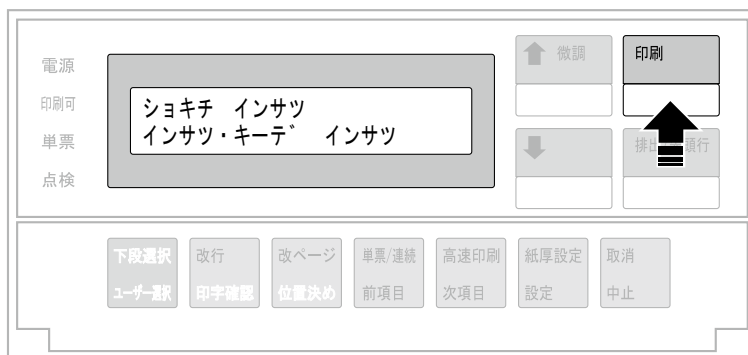 電源
印刷可
単票
点検
ショキチ インサツ
インサツ・キーデ インサツ
微調
印刷
排出 頭行
下段選択
ユーザー選択
改行
印字確認
改ページ
位置決め
単票/連続
前項目
高速印刷
次項目
紙厚設定
設定
取消
中止